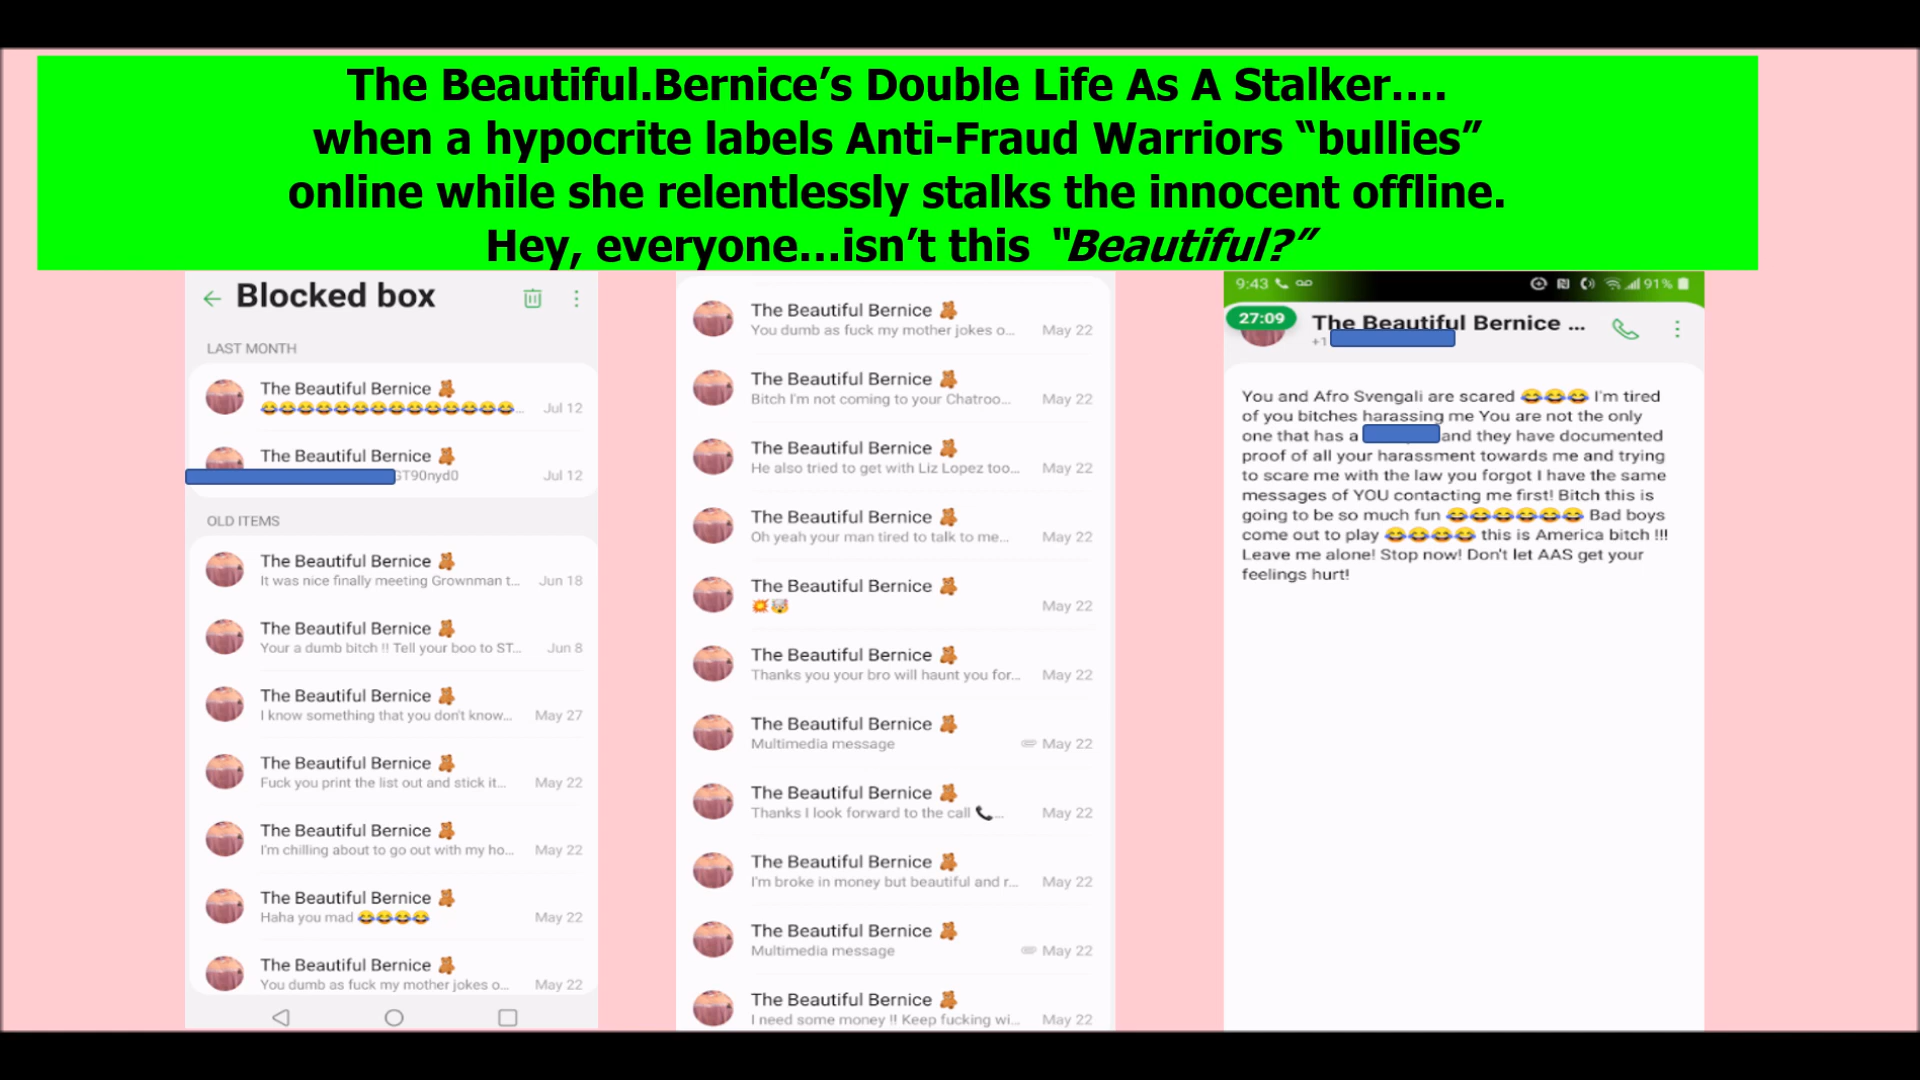 The Beautiful.Bernice’s Double Life As A Stalker....
when a hypocrite labels Anti-Fraud Warriors “bullies”
online while she relentlessly stalks the innocent offline.
Hey, everyone...isn’t this “Beautiful?”
Blocked box
LAST MONTH
The Beautiful Bernice 🧸
😂😂😂😂😂😂😂😂😂😂😂😂😂😂... Jul 12
The Beautiful Bernice 🧸
GT90nyd0 Jul 12
OLD ITEMS
The Beautiful Bernice 🧸
It was nice finally meeting Grownman t... Jun 18
The Beautiful Bernice 🧸
Your a dumb bitch !! Tell your boo to ST... Jun 8
The Beautiful Bernice 🧸
I know something that you don't know... May 27
The Beautiful Bernice 🧸
Fuck you print the list out and stick it... May 22
The Beautiful Bernice 🧸
I'm chilling about to go out with my ho... May 22
The Beautiful Bernice 🧸
Haha you mad 😂😂😂😂 May 22
The Beautiful Bernice 🧸
You dumb as fuck my mother jokes o... May 22
The Beautiful Bernice 🧸
You dumb as fuck my mother jokes o... May 22
The Beautiful Bernice 🧸
Bitch I'm not coming to your Chatroo... May 22
The Beautiful Bernice 🧸
He also tried to get with Liz Lopez too... May 22
The Beautiful Bernice 🧸
Oh yeah your man tired to talk to me... May 22
The Beautiful Bernice 🧸
💥🤯 May 22
The Beautiful Bernice 🧸
Thanks you your bro will haunt you for... May 22
The Beautiful Bernice 🧸
Multimedia message May 22
The Beautiful Bernice 🧸
Thanks I look forward to the call 📞... May 22
The Beautiful Bernice 🧸
I'm broke in money but beautiful and r... May 22
The Beautiful Bernice 🧸
Multimedia message May 22
The Beautiful Bernice 🧸
I need some money !! Keep fucking wi... May 22
9:43 91%
27:09
The Beautiful Bernice ...
+1
You and Afro Svengali are scared 😂😂😂 I'm tired
of you bitches harassing me You are not the only
one that has a and they have documented
proof of all your harassment towards me and trying
to scare me with the law you forgot I have the same
messages of YOU contacting me first! Bitch this is
going to be so much fun 😂😂😂😂😂😂 Bad boys
come out to play 😂😂😂😂 this is America bitch !!!
Leave me alone! Stop now! Don't let AAS get your
feelings hurt!